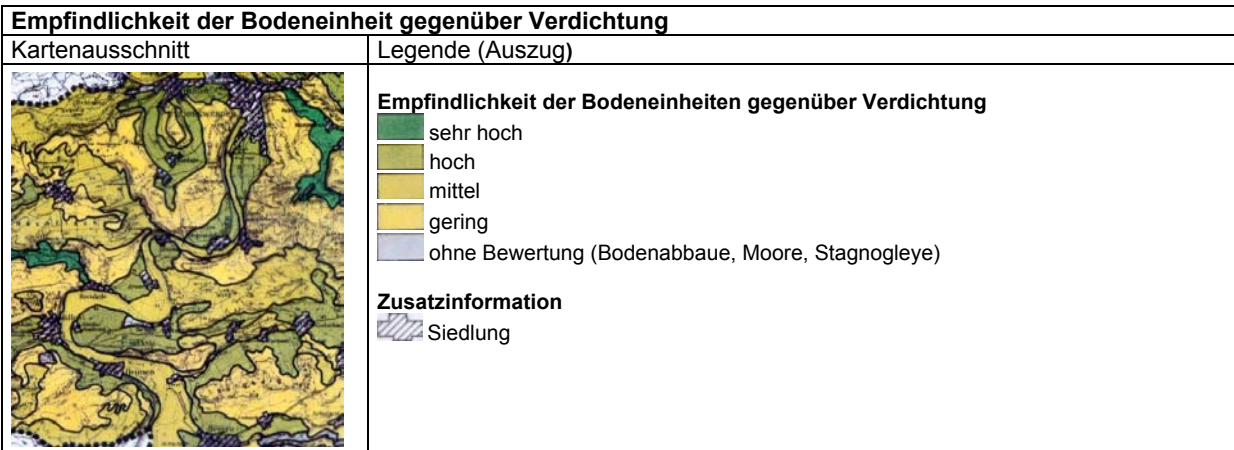 Empfindlichkeit der Bodeneinheit gegenüber Verdichtung
Kartenausschnitt
Legende (Auszug)
Empfindlichkeit der Bodeneinheiten gegenüber Verdichtung
sehr hoch
hoch
mittel
gering
ohne Bewertung (Bodenabbaue, Moore, Stagnogleye)
Zusatzinformation
Siedlung